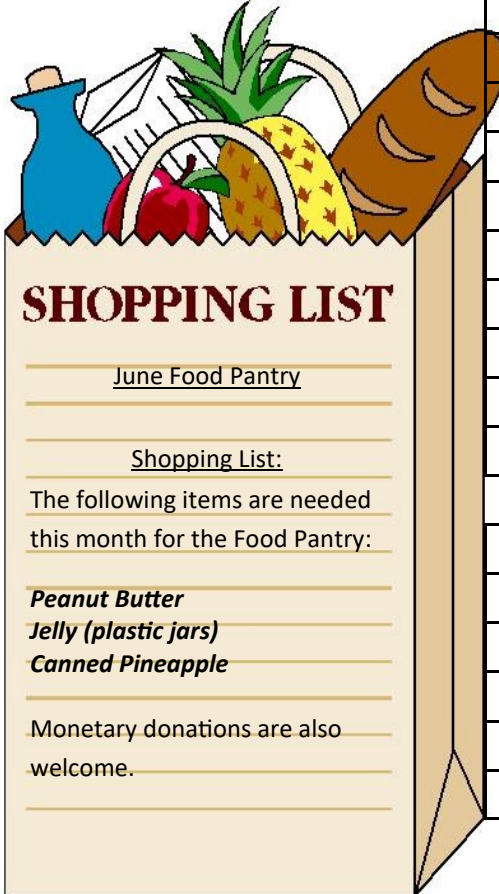 SHOPPING LIST
June Food Pantry
Shopping List:
The following items are needed
this month for the Food Pantry:
Peanut Butter
Jelly (plastic jars)
Canned Pineapple
Monetary donations are also
welcome.